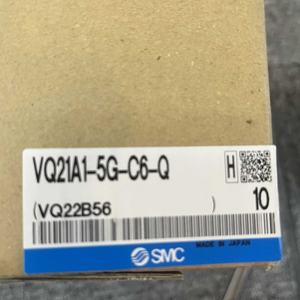 VQ21A1-5G-C6-Q
H
(VQ22B56 )
10
MADE IN JAPAN
SMC